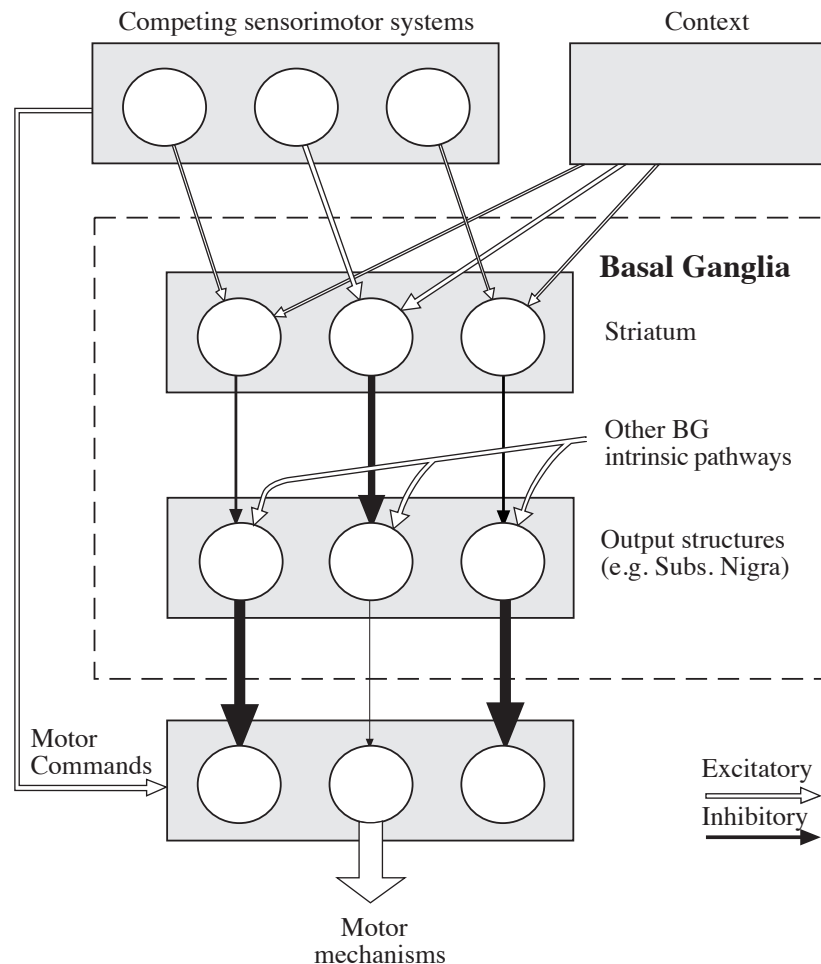 Competing sensorimotor systems
Context
Basal Ganglia
Striatum
Other BG
intrinsic pathways
Output structures
(e.g. Subs. Nigra)
Motor
Commands
Excitatory
Inhibitory
Motor
mechanisms